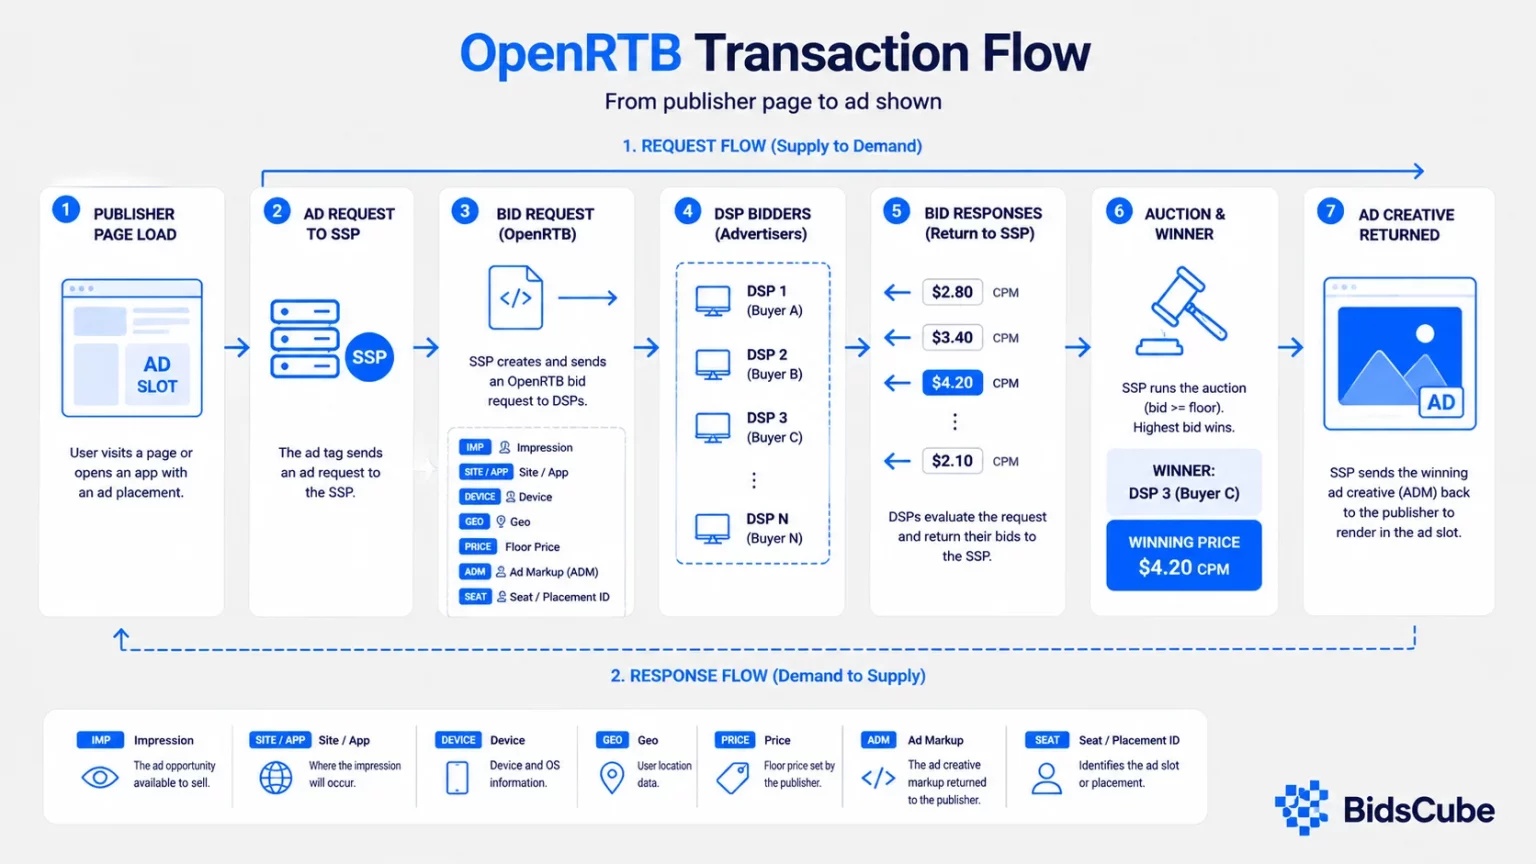 OpenRTB Transaction Flow
From publisher page to ad shown
1. REQUEST FLOW (Supply to Demand)
1
PUBLISHER
PAGE LOAD
AD
SLOT
User visits a page or
opens an app with
an ad placement.
2
AD REQUEST
TO SSP
SSP
The ad tag sends
an ad request to
the SSP.
3
BID REQUEST
(OpenRTB)
</>
SSP creates and sends
an OpenRTB bid
request to DSPs.
IMP Impression
SITE / APP Site / App
DEVICE Device
GEO Geo
PRICE Floor Price
ADM Ad Markup (ADM)
SEAT Seat / Placement ID
4
DSP BIDDERS
(Advertisers)
DSP 1
(Buyer A)
DSP 2
(Buyer B)
DSP 3
(Buyer C)
DSP N
(Buyer N)
5
BID RESPONSES
(Return to SSP)
$2.80 CPM
$3.40 CPM
$4.20 CPM
$2.10 CPM
DSPs evaluate the request
and return their bids to
the SSP.
6
AUCTION &
WINNER
SSP runs the auction
(bid >= floor).
Highest bid wins.
WINNER:
DSP 3 (Buyer C)
WINNING PRICE
$4.20 CPM
7
AD CREATIVE
RETURNED
AD
SSP sends the winning
ad creative (ADM) back
to the publisher to
render in the ad slot.
2. RESPONSE FLOW (Demand to Supply)
IMP Impression
The ad opportunity
available to sell.
SITE / APP Site / App
Where the impression
will occur.
DEVICE Device
Device and OS
information.
GEO Geo
User location
data.
PRICE Price
Floor price set by
the publisher.
ADM Ad Markup
</>
The ad creative
markup returned
to the publisher.
SEAT Seat / Placement ID
Identifies the ad slot
or placement.
BidsCube